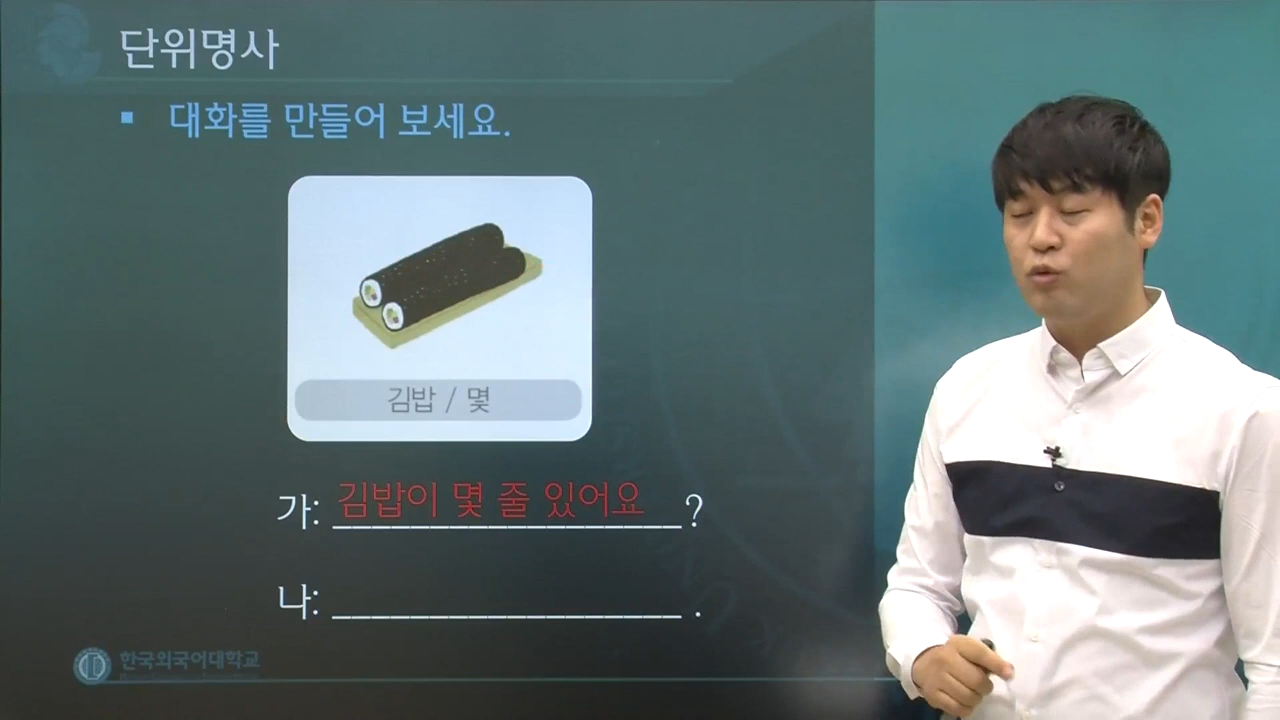 단위명사
▪ 대화를 만들어 보세요.
김밥 / 몇
가: 김밥이 몇 줄 있어요?
나: ________________.
한국외국어대학교